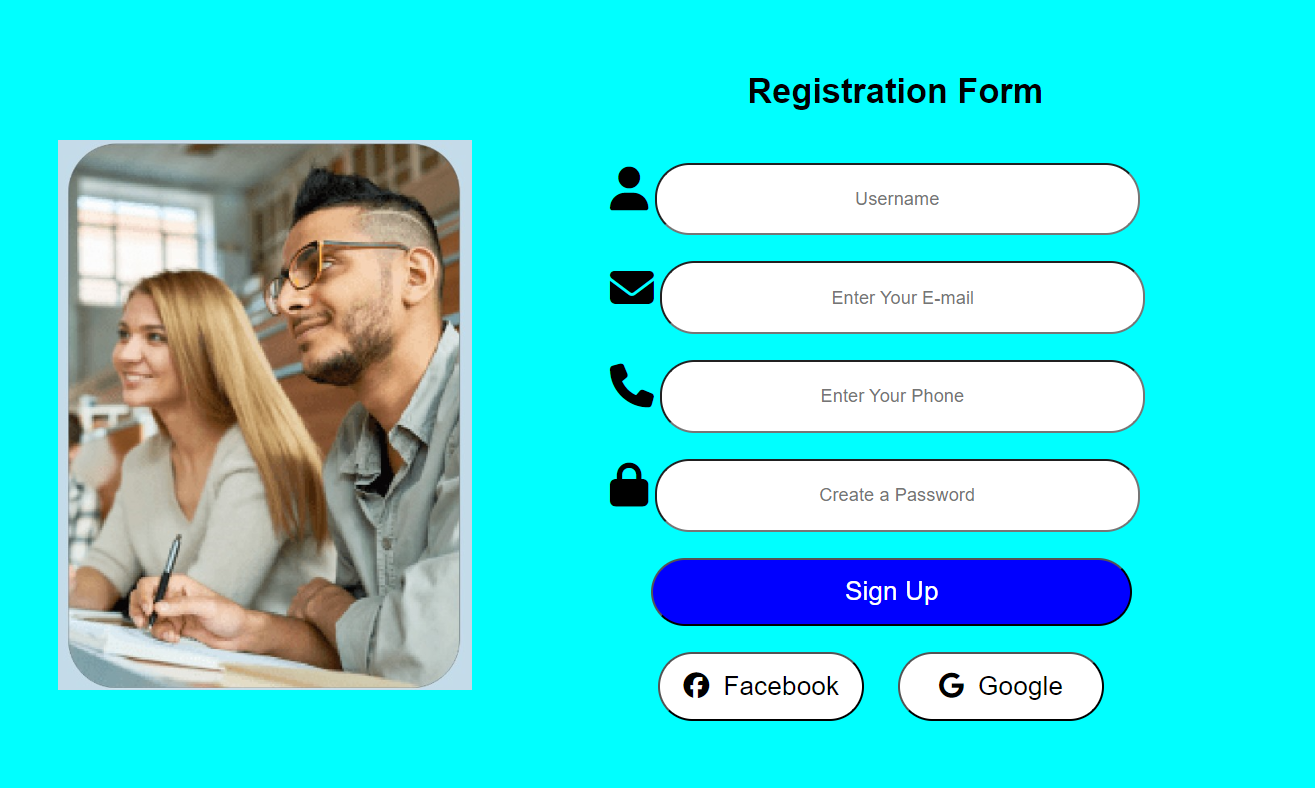 Registration Form
Username
Enter Your E-mail
Enter Your Phone
Create a Password
Sign Up
Facebook
Google